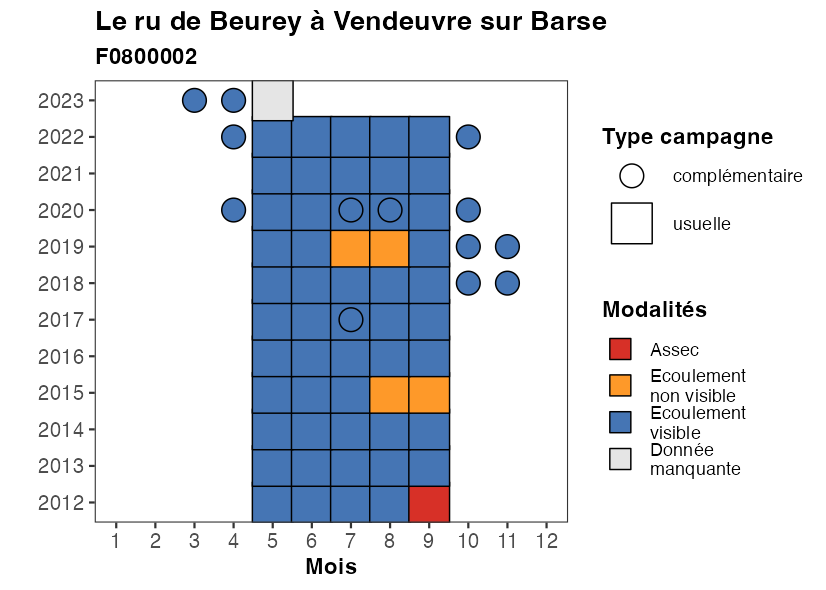 Le ru de Beurey à Vendeuvre sur Barse
F0800002
2023
2022
2021
2020
2019
2018
2017
2016
2015
2014
2013
2012
1 2 3 4 5 6 7 8 9 10 11 12
Mois
Type campagne
complémentaire
usuelle
Modalités
Assec
Ecoulement
non visible
Ecoulement
visible
Donnée
manquante